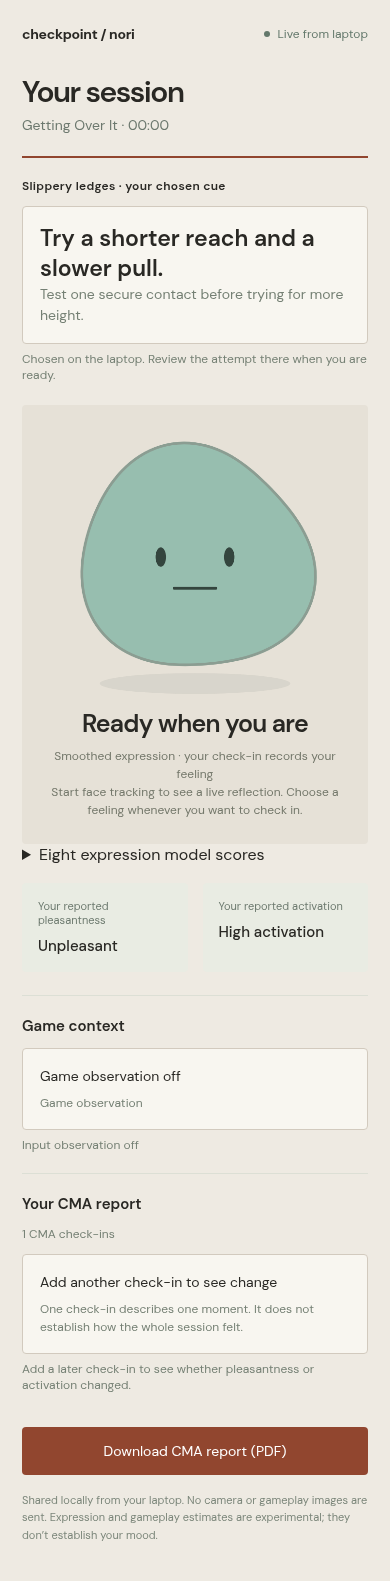 checkpoint / nori
Live from laptop
Your session
Getting Over It · 00:00
Slippery ledges · your chosen cue
Try a shorter reach and a
slower pull.
Test one secure contact before trying for more
height.
Chosen on the laptop. Review the attempt there when you are
ready.
Ready when you are
Smoothed expression · your check-in records your
feeling
Start face tracking to see a live reflection. Choose a
feeling whenever you want to check in.
Eight expression model scores
Your reported
pleasantness
Unpleasant
Your reported activation
High activation
Game context
Game observation off
Game observation
Input observation off
Your CMA report
1 CMA check-ins
Add another check-in to see change
One check-in describes one moment. It does not
establish how the whole session felt.
Add a later check-in to see whether pleasantness or
activation changed.
Download CMA report (PDF)
Shared locally from your laptop. No camera or gameplay images are
sent. Expression and gameplay estimates are experimental; they
don’t establish your mood.